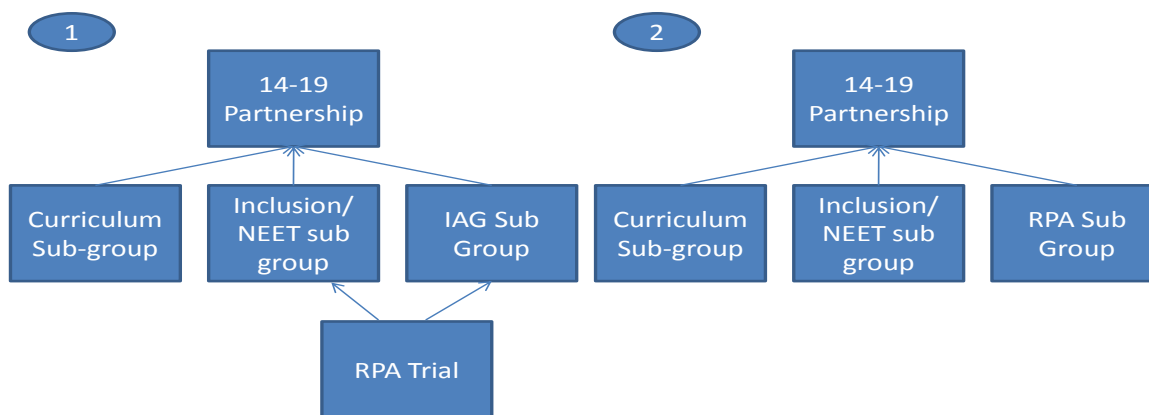 1
14-19
Partnership
Curriculum
Sub-group
Inclusion/
NEET sub
group
IAG Sub
Group
RPA Trial
2
14-19
Partnership
Curriculum
Sub-group
Inclusion/
NEET sub
group
RPA Sub
Group